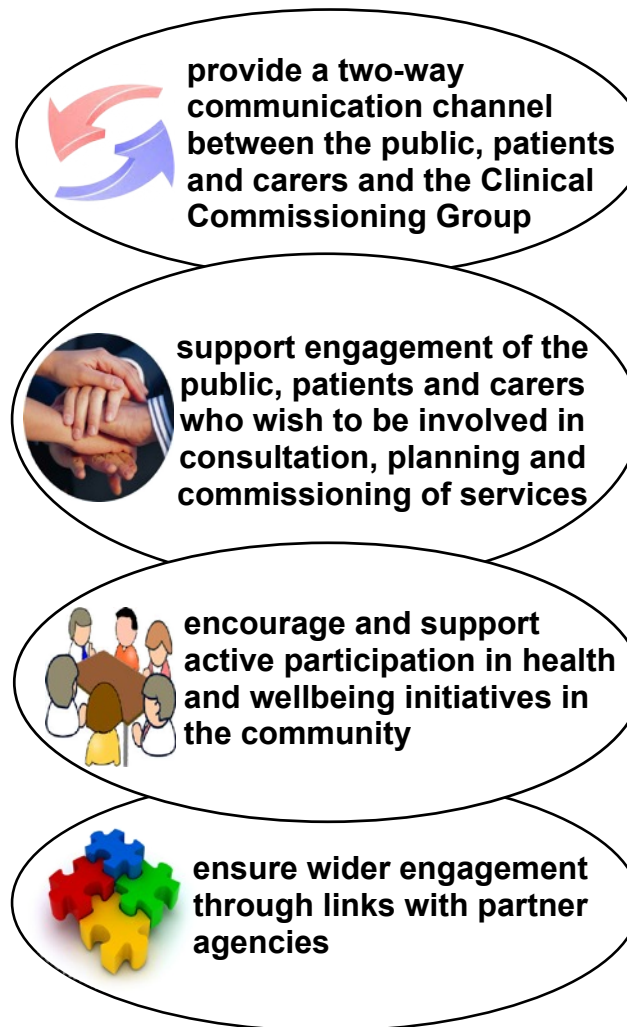 provide a two-way
communication channel
between the public, patients
and carers and the Clinical
Commissioning Group
support engagement of the
public, patients and carers
who wish to be involved in
consultation, planning and
commissioning of services
encourage and support
active participation in health
and wellbeing initiatives in
the community
ensure wider engagement
through links with partner
agencies